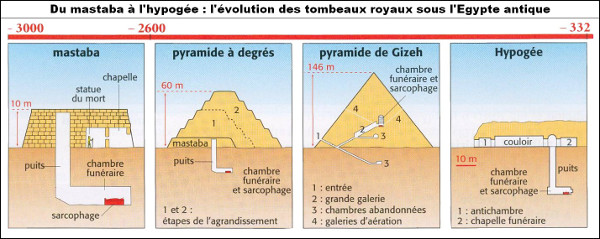 Du mastaba à l'hypogée : l'évolution des tombeaux royaux sous l'Egypte antique
- 3000
- 2600
-332
mastaba
chapelle
statue
du mort
10 m
puits
chambre
funéraire
sarcophage
pyramide à degrés
60 m
2
1
mastaba
puits
chambre
funéraire
et sarcophage
1 et 2 :
étapes de l'agrandissement
pyramide de Gizeh
146 m
chambre
funéraire et
sarcophage
4
4
2
1
3
3
1 : entrée
2 : grande galerie
3 : chambres abandonnées
4 : galeries d'aération
Hypogée
1
couloir
2
10 m
puits
chambre
funéraire
et sarcophage
1 : antichambre
2 : chapelle funéraire